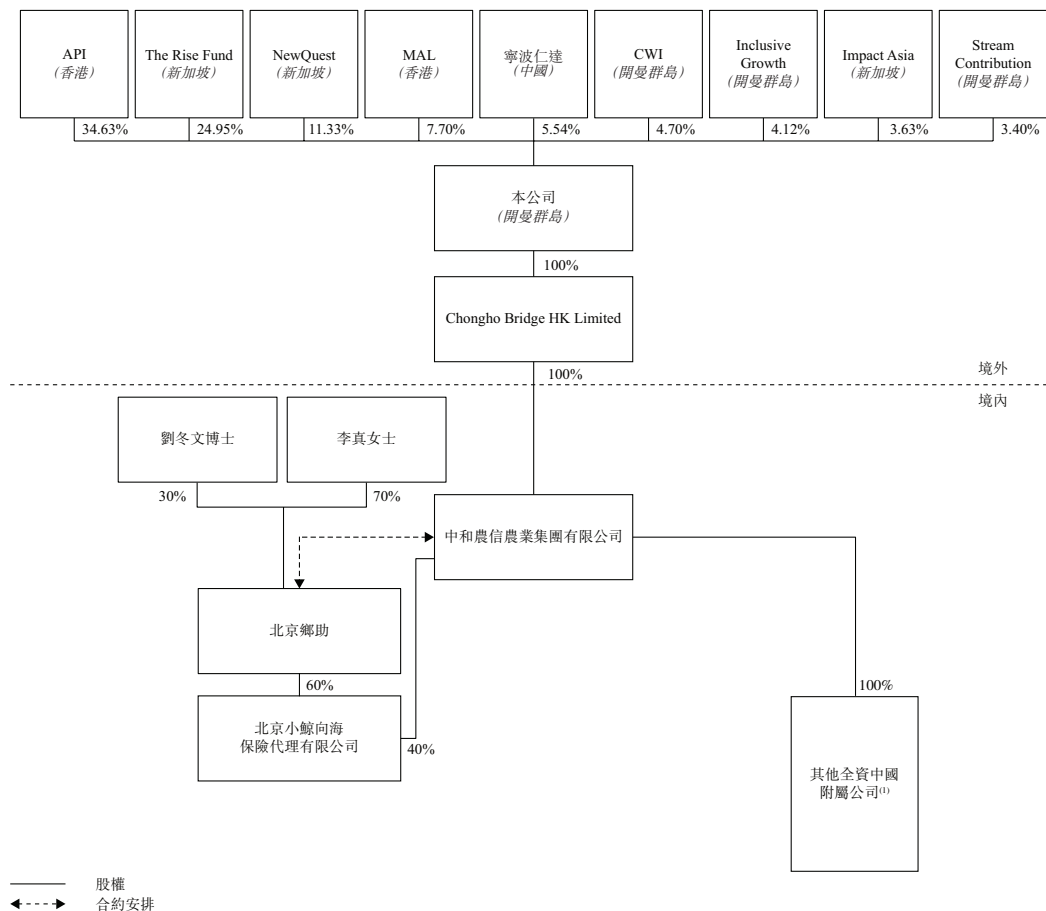 API
(香港)
The Rise Fund
(新加坡)
NewQuest
(新加坡)
MAL
(香港)
寧波仁達
(中國)
CWI
(開曼群島)
Inclusive
Growth
(開曼群島)
Impact Asia
(新加坡)
Stream
Contribution
(開曼群島)
34.63%
24.95%
11.33%
7.70%
5.54%
4.70%
4.12%
3.63%
3.40%
本公司
(開曼群島)
100%
Chongho Bridge HK Limited
100%
境外
境內
劉冬文博士
李真女士
30%
70%
中和農信農業集團有限公司
北京鄉助
60%
100%
北京小鯨向海
保險代理有限公司
40%
其他全資中國
附屬公司(1)
股權
合約安排